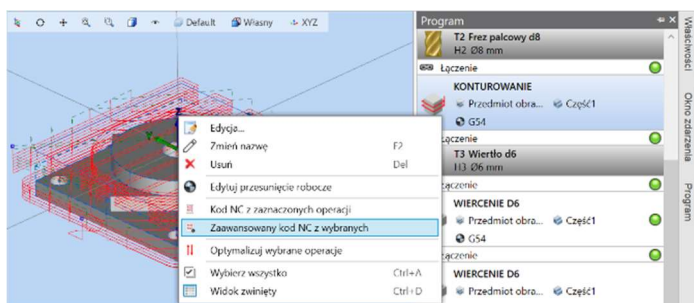 Default Własny XYZ
Program
T2 Frez palcowy d8
H2 Ø8 mm
Łączenie
KONTUROWANIE
Przedmiot obra... Część1
G54
Łączenie
T3 Wiertło d6
H3 Ø6 mm
Łączenie
WIERCENIE D6
Przedmiot obra... Część1
G54
Łączenie
WIERCENIE D6
Przedmiot obra... Część1
Z
Edycja...
Zmień nazwę F2
Usuń Del
Edytuj przesunięcie robocze
Kod NC z zaznaczonych operacji
Zaawansowany kod NC z wybranych
Optymalizuj wybrane operacje
Wybierz wszystko Ctrl+A
Widok zwinięty Ctrl+D
Właściwości
Okno zdarzenia
Program